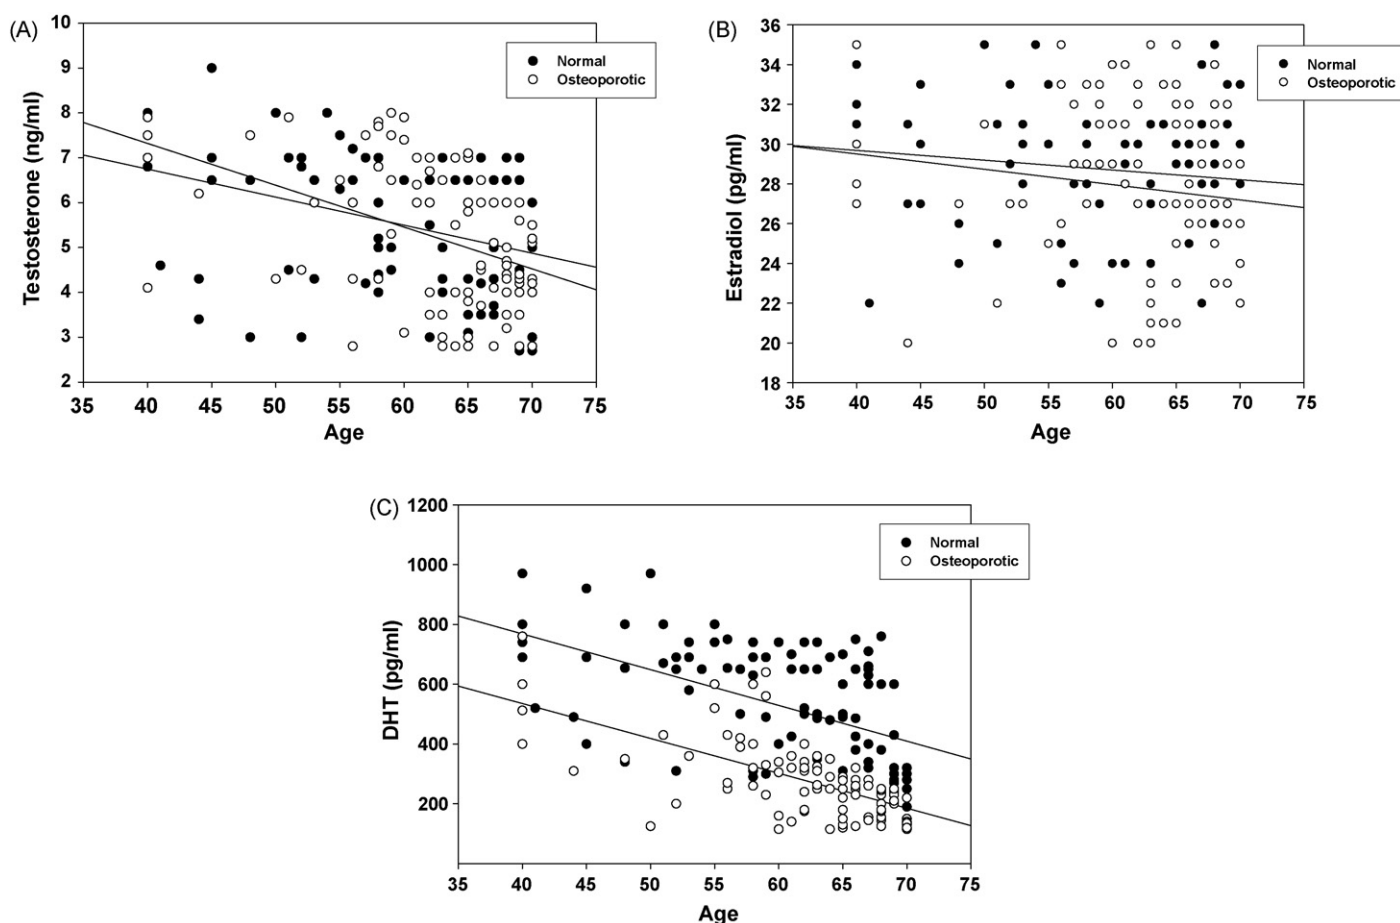 (A)
10
9
8
7
6
5
4
3
2
Testosterone (ng/ml)
35 40 45 50 55 60 65 70 75
Age
Normal
Osteoporotic
(B)
36
34
32
30
28
26
24
22
20
18
Estradiol (pg/ml)
35 40 45 50 55 60 65 70 75
Age
Normal
Osteoporotic
(C)
1200
1000
800
600
400
200
DHT (pg/ml)
35 40 45 50 55 60 65 70 75
Age
Normal
Osteoporotic